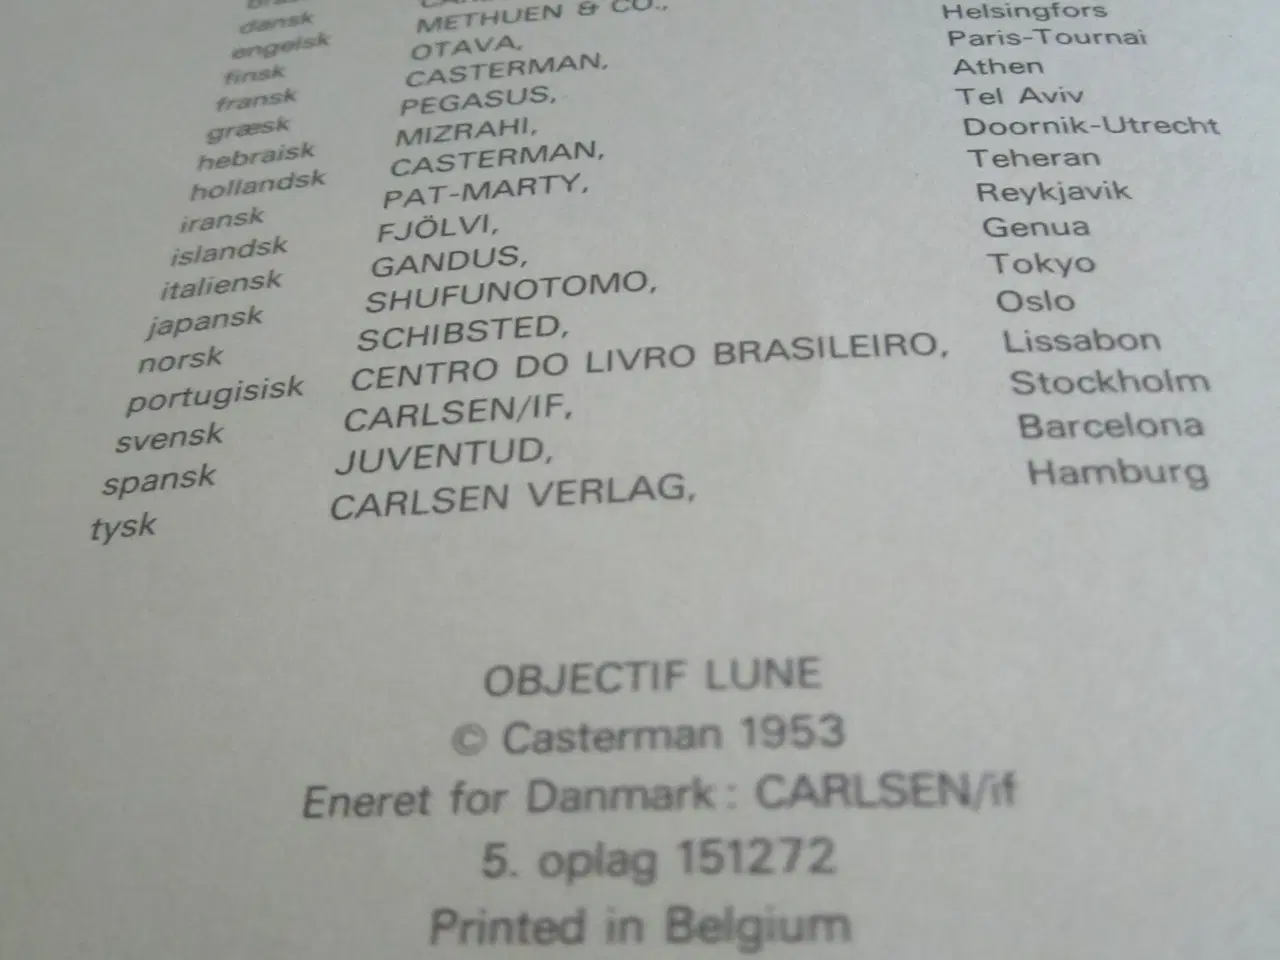 dansk
engelsk METHUEN & CO.,
finsk OTAVA, Helsingfors
fransk CASTERMAN, Paris-Tournai
græsk PEGASUS, Athen
hebraisk MIZRAHI, Tel Aviv
hollandsk CASTERMAN, Doornik-Utrecht
iransk PAT-MARTY, Teheran
islandsk FJÖLVI, Reykjavik
italiensk GANDUS, Genua
japansk SHUFUNOTOMO, Tokyo
norsk SCHIBSTED, Oslo
portugisisk CENTRO DO LIVRO BRASILEIRO, Lissabon
svensk CARLSEN/IF, Stockholm
spansk JUVENTUD, Barcelona
tysk CARLSEN VERLAG, Hamburg
OBJECTIF LUNE
© Casterman 1953
Eneret for Danmark: CARLSEN/if
5. oplag 151272
Printed in Belgium